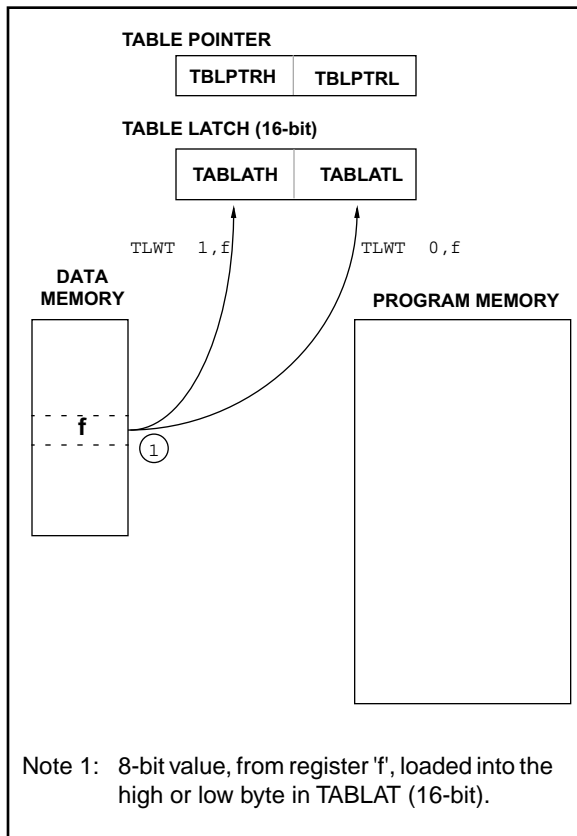 TABLE POINTER
TBLPTRH TBLPTRL
TABLE LATCH (16-bit)
TABLATH TABLATL
TLWT 1,f TLWT 0,f
DATA
MEMORY
PROGRAM MEMORY
f
1
Note 1: 8-bit value, from register 'f', loaded into the
high or low byte in TABLAT (16-bit).